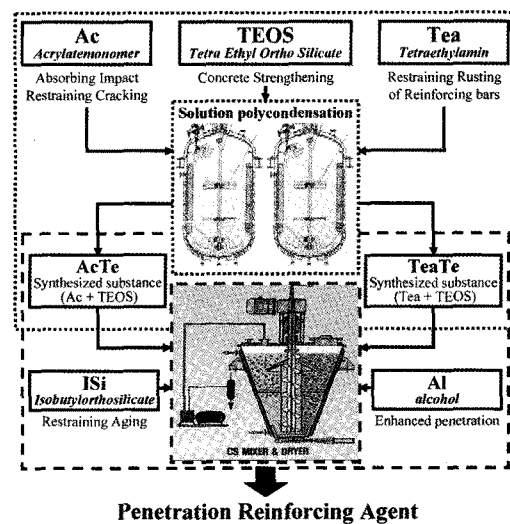 Ac
Acrylatemonomer
TEOS
Tetra Ethyl Ortho Silicate
Tea
Tetraethylamin
Absorbing Impact
Restraining Cracking
Concrete Strengthening
Restraining Rusting
of Reinforcing bars
Solution polycondensation
AcTe
Synthesized substance
(Ac + TEOS)
TeaTe
Synthesized substance
(Tea + TEOS)
ISi
Isobutylorthosilicate
Restraining Aging
Al
alcohol
Enhanced penetration
CS MIXER & DRYER
Penetration Reinforcing Agent